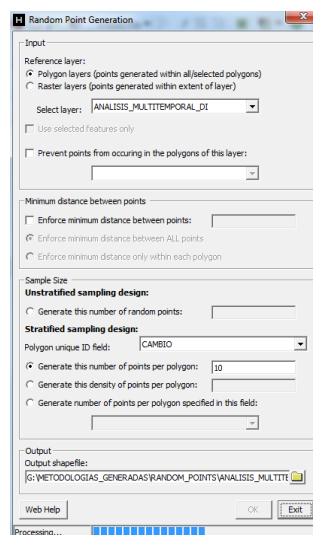 H Random Point Generation
Input
Reference layer:
Polygon layers (points generated within all/selected polygons)
Raster layers (points generated within extent of layer)
Select layer: ANALISIS_MULTITEMPORAL_DI
Use selected features only
Prevent points from occuring in the polygons of this layer:
Minimum distance between points
Enforce minimum distance between points:
Enforce minimum distance between ALL points
Enforce minimum distance only within each polygon
Sample Size
Unstratified sampling design:
Generate this number of random points:
Stratified sampling design:
Polygon unique ID field: CAMBIO
Generate this number of points per polygon: 10
Generate this density of points per polygon:
Generate number of points per polygon specified in this field:
Output
Output shapefile:
G:\METODOLOGIAS_GENERADAS\RANDOM_POINTS\ANALISIS_MULTITE
Web Help OK Exit
Processing...